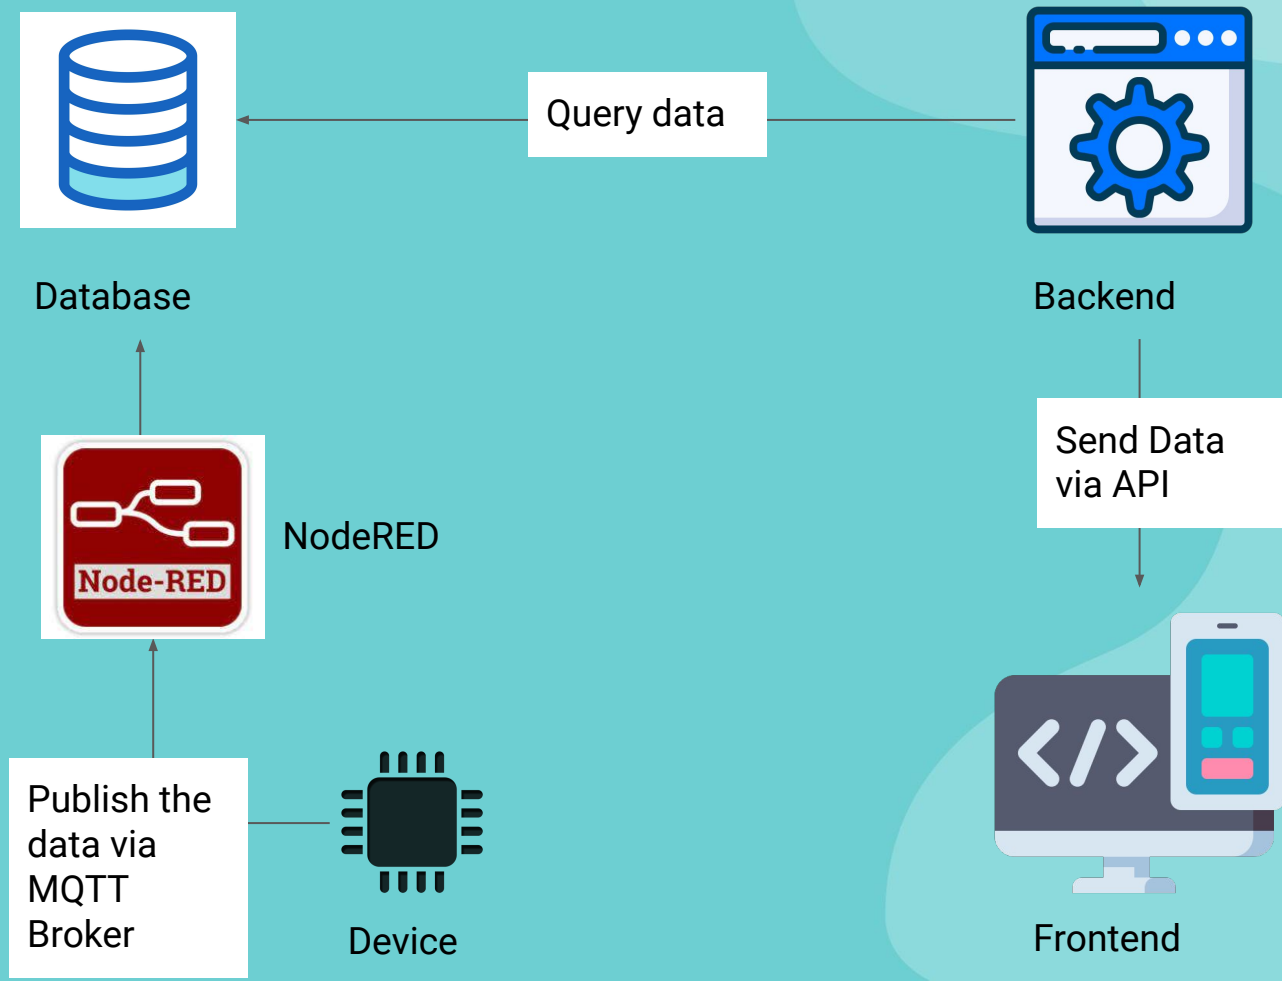 Query data
Database
Backend
Send Data
via API
Node-RED
NodeRED
Publish the
data via
MQTT
Broker
Device
Frontend